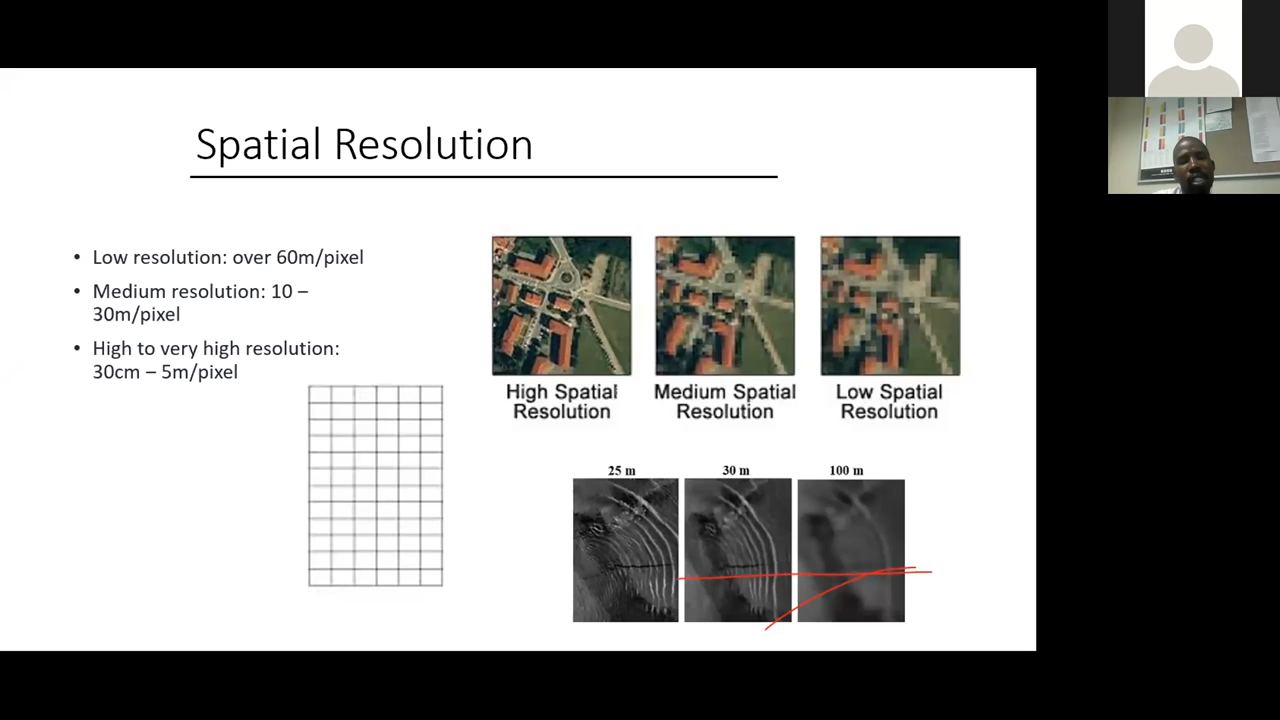 Spatial Resolution
• Low resolution: over 60m/pixel
• Medium resolution: 10 –
30m/pixel
• High to very high resolution:
30cm – 5m/pixel
High Spatial
Resolution
Medium Spatial
Resolution
Low Spatial
Resolution
25 m
30 m
100 m